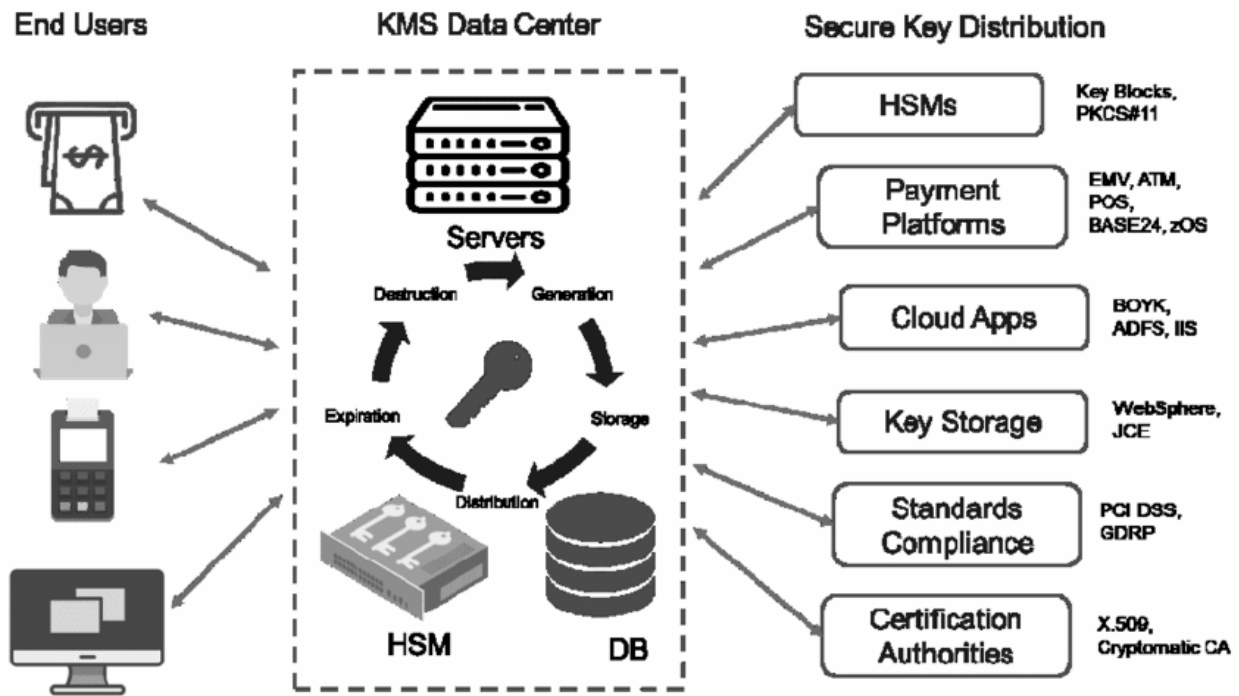 End Users
KMS Data Center
Secure Key Distribution
Servers
Destruction
Generation
Expiration
Storage
Distribution
HSM
DB
HSMs
Key Blocks,
PKCS#11
Payment
Platforms
EMV, ATM,
POS,
BASE24, zOS
Cloud Apps
BOYK,
ADFS, IIS
Key Storage
WebSphere,
JCE
Standards
Compliance
PCI DSS,
GDRP
Certification
Authorities
X.509,
Cryptomatic CA
$